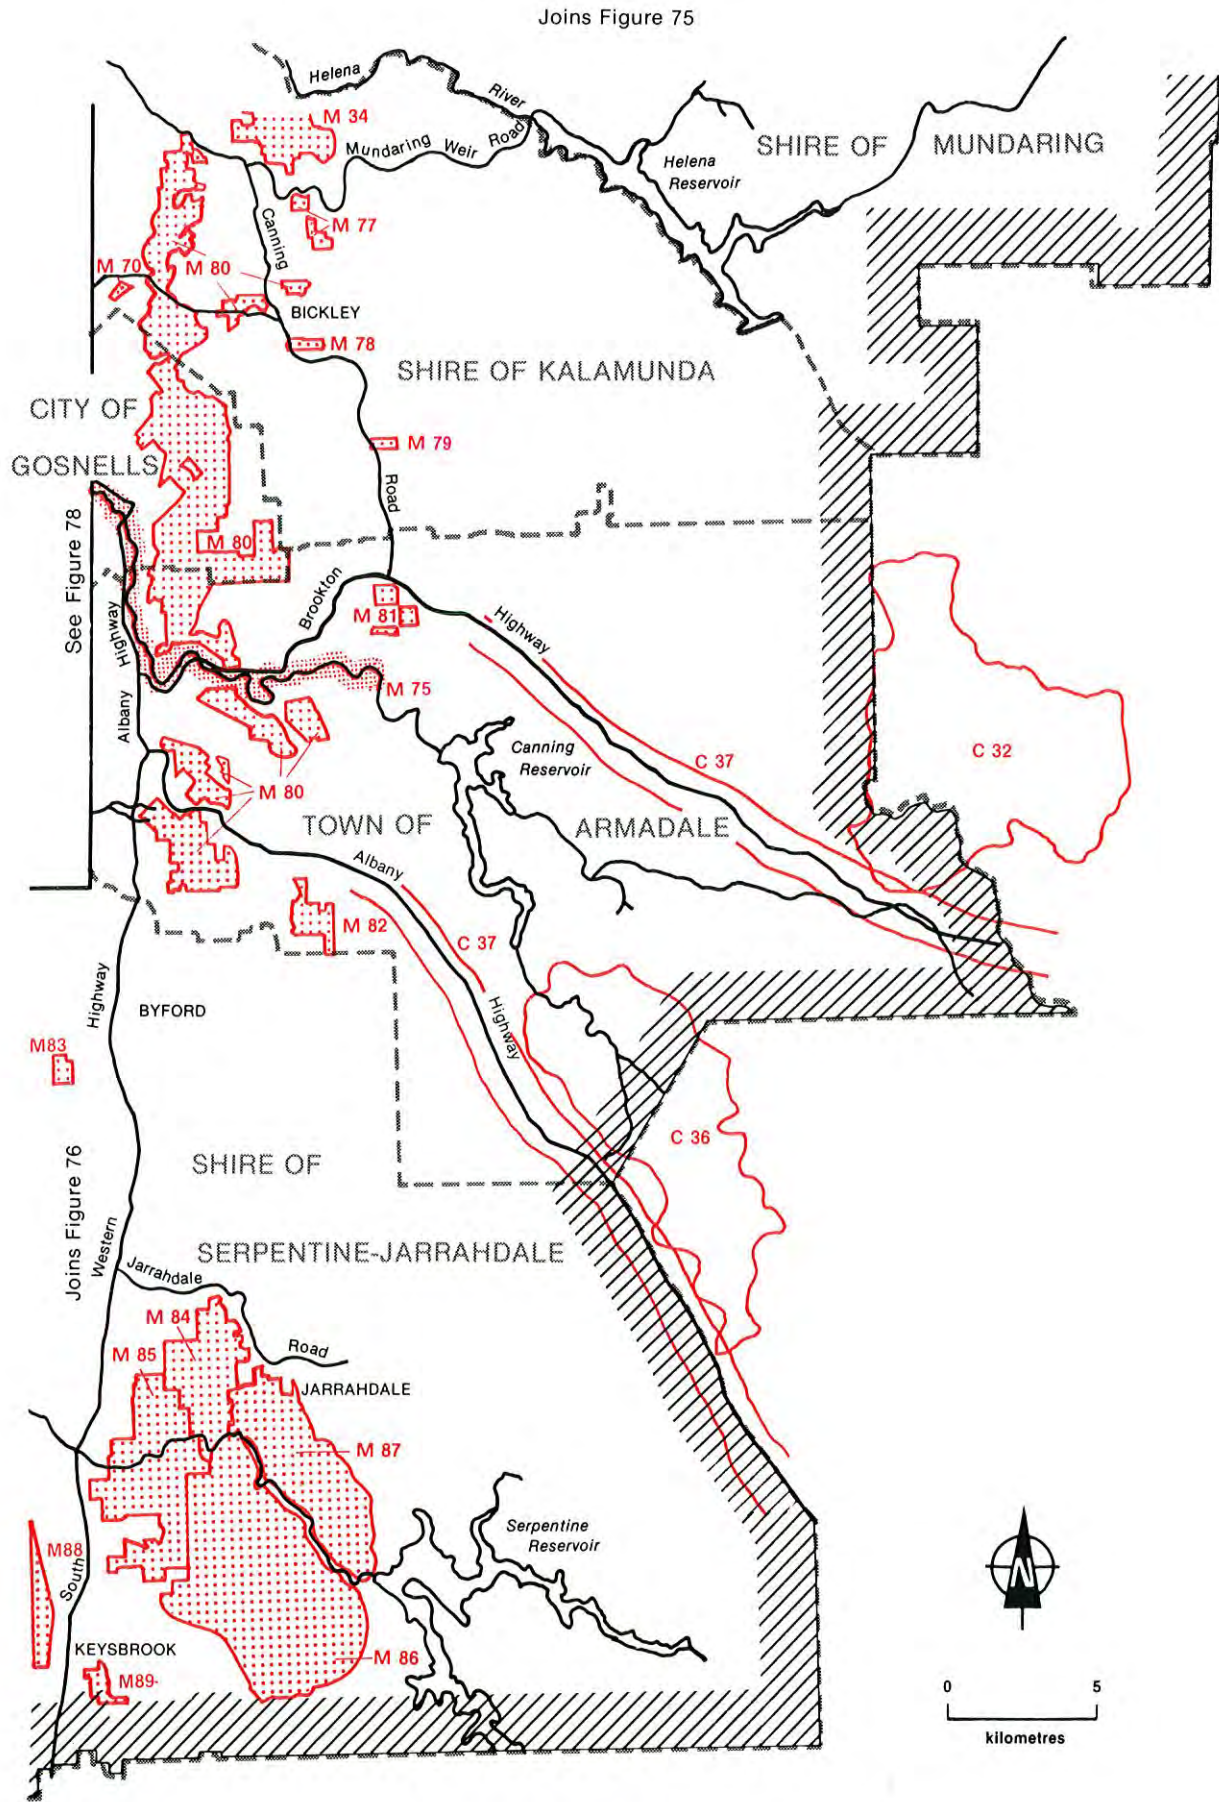 Joins Figure 75
Helena
River
M 34
Mundaring Weir Road
SHIRE OF MUNDARING
Helena
Reservoir
Canning
M 77
M 70
M 80
BICKLEY
M 78
SHIRE OF KALAMUNDA
CITY OF
GOSNELLS
M 79
Road
See Figure 78
M 80
Brookton
Highway
M 81
Highway
M 75
Albany
Canning
Reservoir
C 37
C 32
M 80
TOWN OF ARMADALE
Albany
M 82
C 37
Highway
Highway
BYFORD
M83
C 36
Joins Figure 76
SHIRE OF
Western
SERPENTINE-JARRAHDALE
Jarrahdale
M 84
Road
M 85
JARRAHDALE
M 87
Serpentine
Reservoir
M88
South
KEYSBROOK
M 86
M89
N
0 5
kilometres